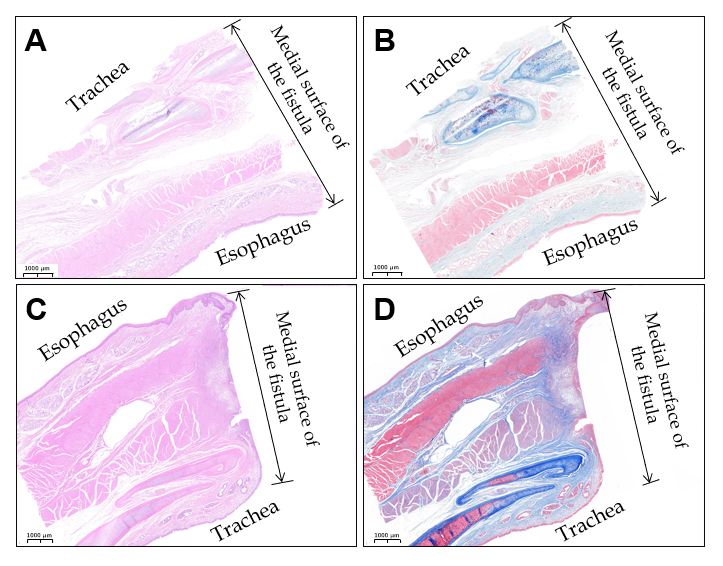 A
Trachea
Medial surface of
the fistula
Esophagus
1000 μm
B
Trachea
Medial surface of
the fistula
Esophagus
1000 μm
C
Esophagus
Medial surface of
the fistula
Trachea
1000 μm
D
Esophagus
Medial surface of
the fistula
Trachea
1000 μm